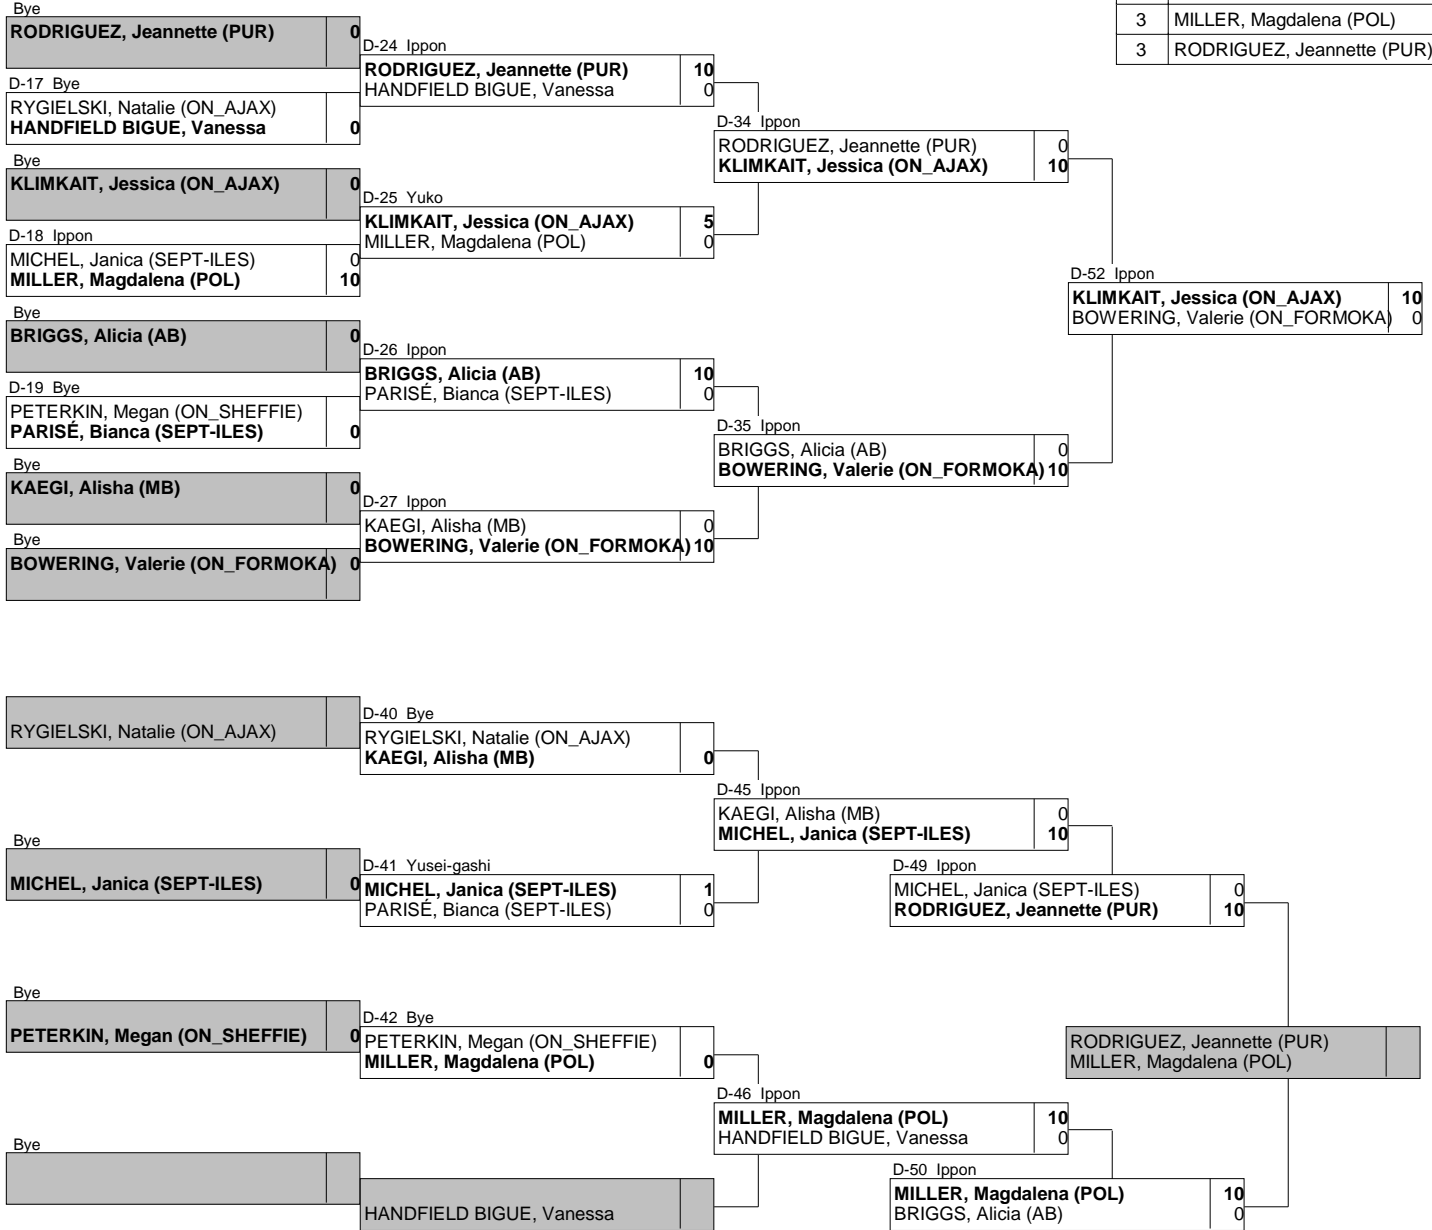 3 MILLER, Magdalena (POL)
3 RODRIGUEZ, Jeannette (PUR)
Bye
RODRIGUEZ, Jeannette (PUR) 0
D-17 Bye
RYGIELSKI, Natalie (ON_AJAX)
HANDFIELD BIGUE, Vanessa 0
Bye
KLIMKAIT, Jessica (ON_AJAX) 0
D-18 Ippon
MICHEL, Janica (SEPT-ILES) 0
MILLER, Magdalena (POL) 10
Bye
BRIGGS, Alicia (AB) 0
D-19 Bye
PETERKIN, Megan (ON_SHEFFIE)
PARISÉ, Bianca (SEPT-ILES) 0
Bye
KAEGI, Alisha (MB) 0
Bye
BOWERING, Valerie (ON_FORMOKA) 0
D-24 Ippon
RODRIGUEZ, Jeannette (PUR) 10
HANDFIELD BIGUE, Vanessa 0
D-25 Yuko
KLIMKAIT, Jessica (ON_AJAX) 5
MILLER, Magdalena (POL) 0
D-26 Ippon
BRIGGS, Alicia (AB) 10
PARISÉ, Bianca (SEPT-ILES) 0
D-27 Ippon
KAEGI, Alisha (MB) 0
BOWERING, Valerie (ON_FORMOKA) 10
D-34 Ippon
RODRIGUEZ, Jeannette (PUR) 0
KLIMKAIT, Jessica (ON_AJAX) 10
D-35 Ippon
BRIGGS, Alicia (AB) 0
BOWERING, Valerie (ON_FORMOKA) 10
D-52 Ippon
KLIMKAIT, Jessica (ON_AJAX) 10
BOWERING, Valerie (ON_FORMOKA) 0
RYGIELSKI, Natalie (ON_AJAX)
Bye
MICHEL, Janica (SEPT-ILES) 0
Bye
PETERKIN, Megan (ON_SHEFFIE) 0
Bye
D-40 Bye
RYGIELSKI, Natalie (ON_AJAX)
KAEGI, Alisha (MB) 0
D-41 Yusei-gashi
MICHEL, Janica (SEPT-ILES) 1
PARISÉ, Bianca (SEPT-ILES) 0
D-42 Bye
PETERKIN, Megan (ON_SHEFFIE)
MILLER, Magdalena (POL) 0
HANDFIELD BIGUE, Vanessa
D-45 Ippon
KAEGI, Alisha (MB) 0
MICHEL, Janica (SEPT-ILES) 10
D-46 Ippon
MILLER, Magdalena (POL) 10
HANDFIELD BIGUE, Vanessa 0
D-49 Ippon
MICHEL, Janica (SEPT-ILES) 0
RODRIGUEZ, Jeannette (PUR) 10
D-50 Ippon
MILLER, Magdalena (POL) 10
BRIGGS, Alicia (AB) 0
RODRIGUEZ, Jeannette (PUR)
MILLER, Magdalena (POL)